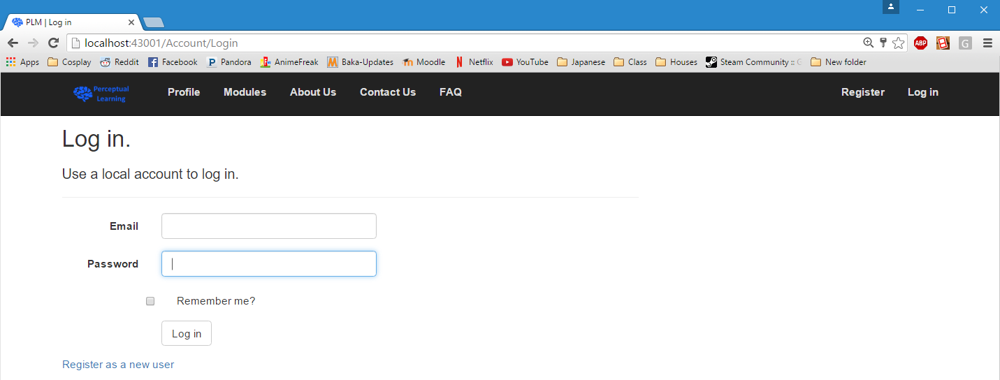 PLM | Log in
localhost:43001/Account/Login
ABP
G
Apps Cosplay Reddit Facebook P Pandora AnimeFreak M Baka-Updates m Moodle N Netflix YouTube Japanese Class Houses Steam Community :: New folder
Perceptual
Learning
Profile Modules About Us Contact Us FAQ Register Log in
Log in.
Use a local account to log in.
Email
Password
Remember me?
Log in
Register as a new user